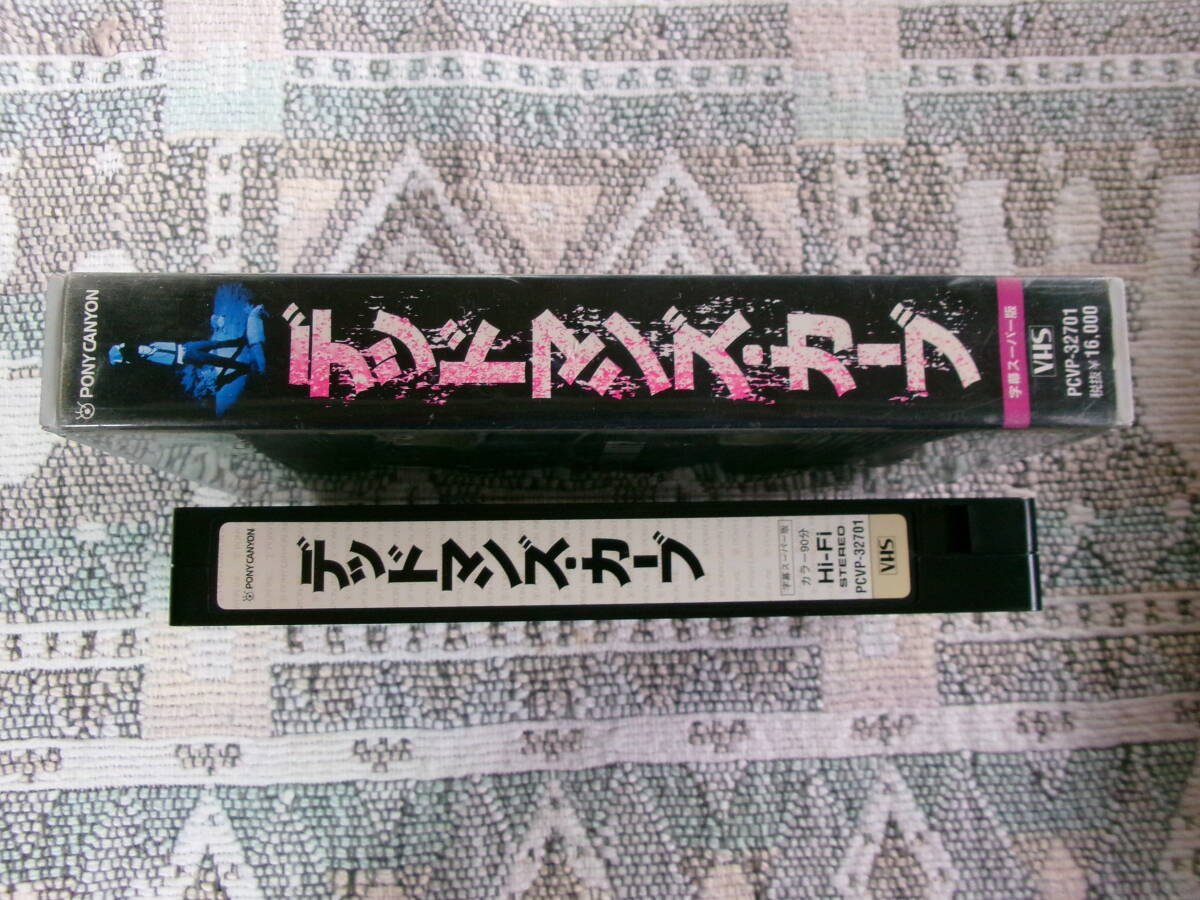 PONY CANYON
デッドマンズ・カーブ
字幕スーパー版
VHS
PCVP-32701
税抜¥16,000
PONY CANYON
デッドマンズ・カーブ
字幕スーパー版
カラー90分
Hi-Fi
STEREO
PCVP-32701
VHS